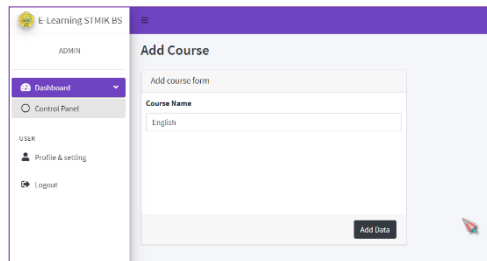 E-Learning STMIK BS
ADMIN
Dashboard
Control Panel
USER
Profile & setting
Logout
Add Course
Add course form
Course Name
English
Add Data